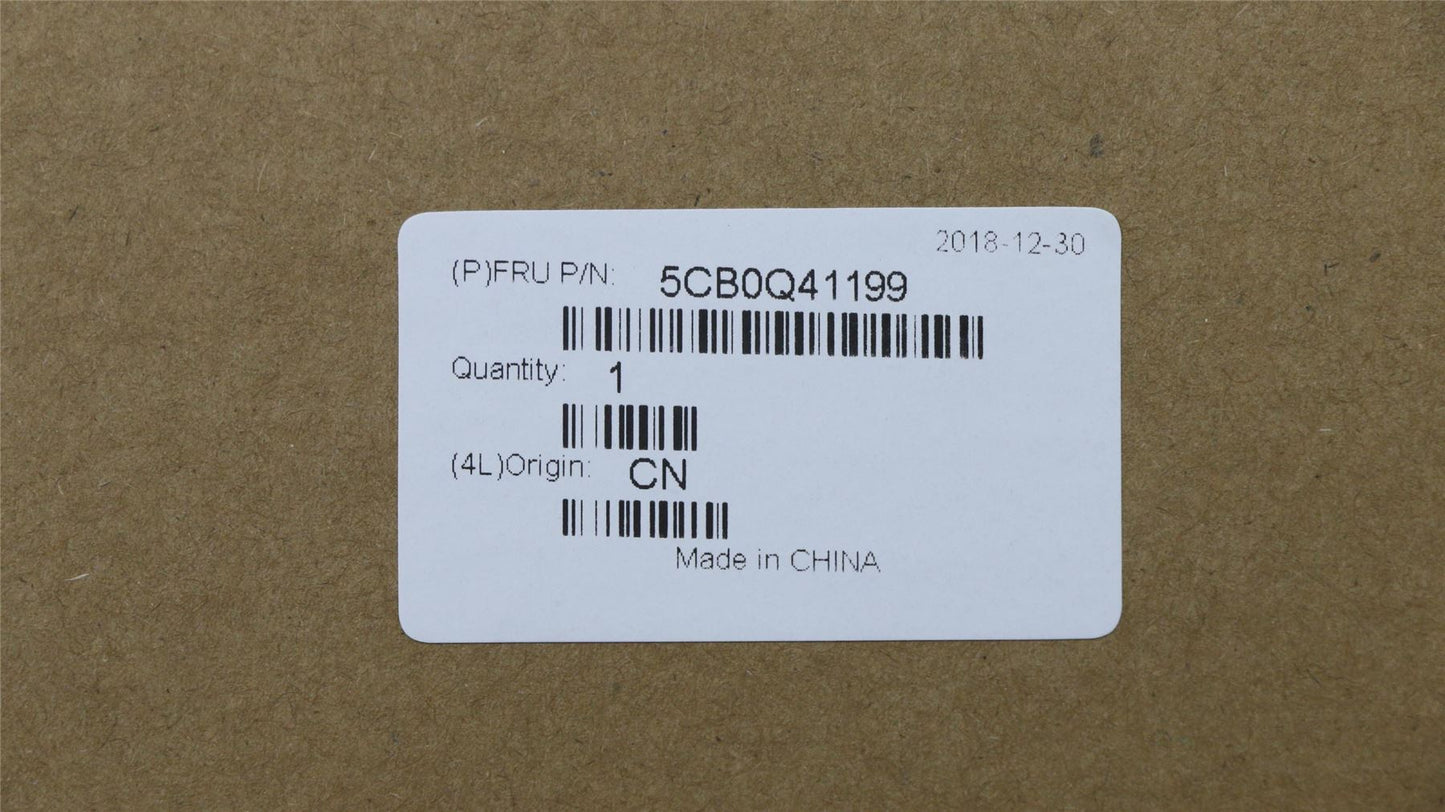 2018-12-30
(P)FRU P/N: 5CB0Q41199
Quantity: 1
(4L)Origin: CN
Made in CHINA